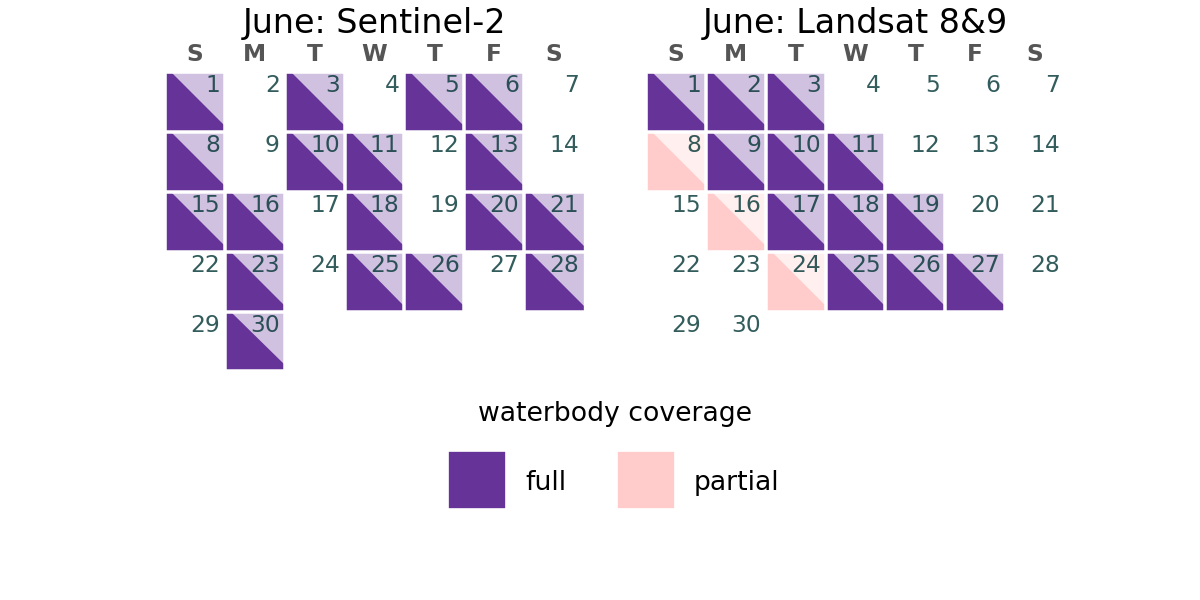 June: Sentinel-2
S M T W T F S
1 2 3 4 5 6 7
8 9 10 11 12 13 14
15 16 17 18 19 20 21
22 23 24 25 26 27 28
29 30
June: Landsat 8&9
S M T W T F S
1 2 3 4 5 6 7
8 9 10 11 12 13 14
15 16 17 18 19 20 21
22 23 24 25 26 27 28
29 30
waterbody coverage
full partial